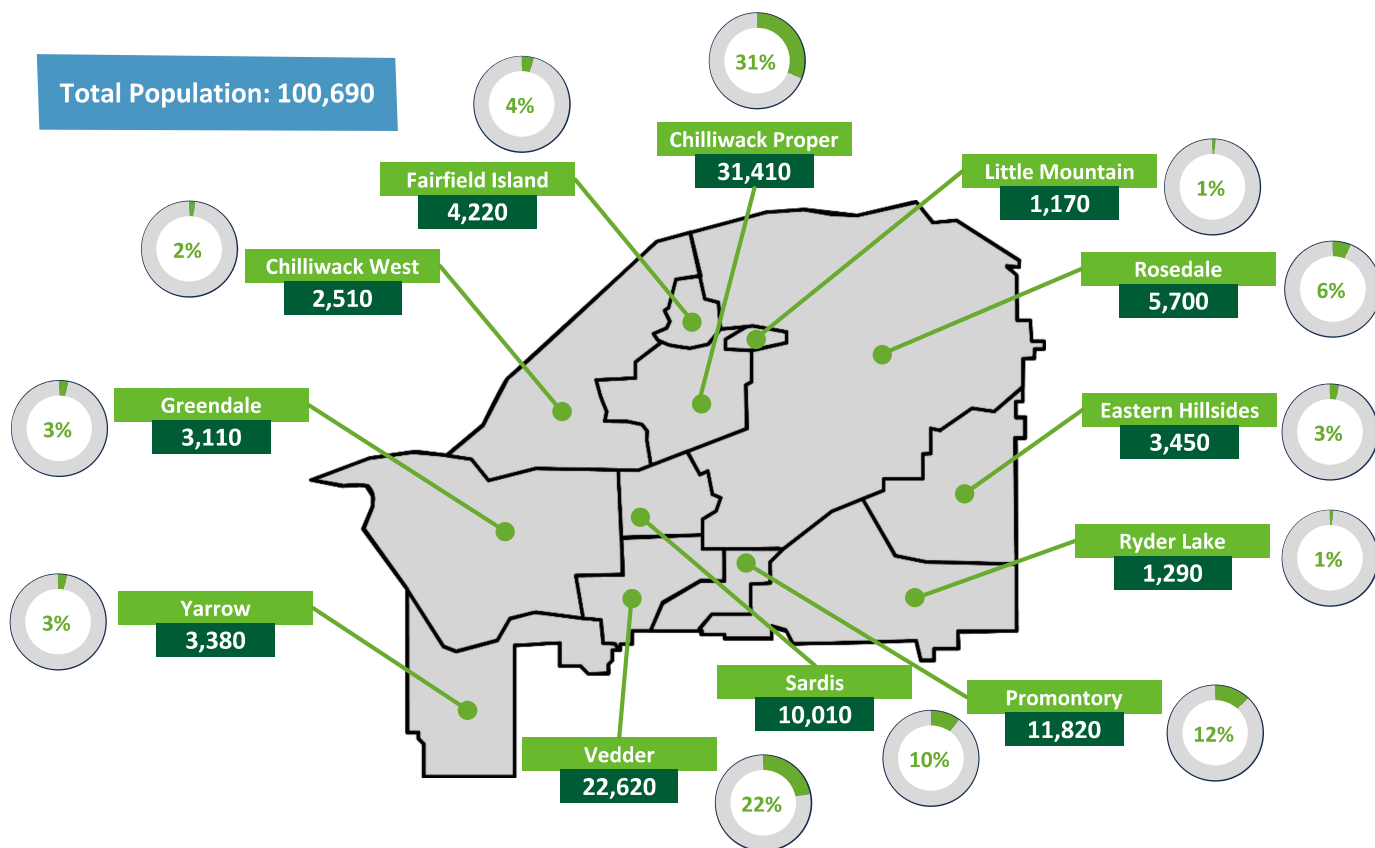 Total Population: 100,690
31%
4%
Chilliwack Proper
31,410
Little Mountain
1,170
1%
Fairfield Island
4,220
2%
Chilliwack West
2,510
Rosedale
5,700
6%
3%
Greendale
3,110
Eastern Hillsides
3,450
3%
Ryder Lake
1,290
1%
3%
Yarrow
3,380
Sardis
10,010
10%
Promontory
11,820
12%
Vedder
22,620
22%